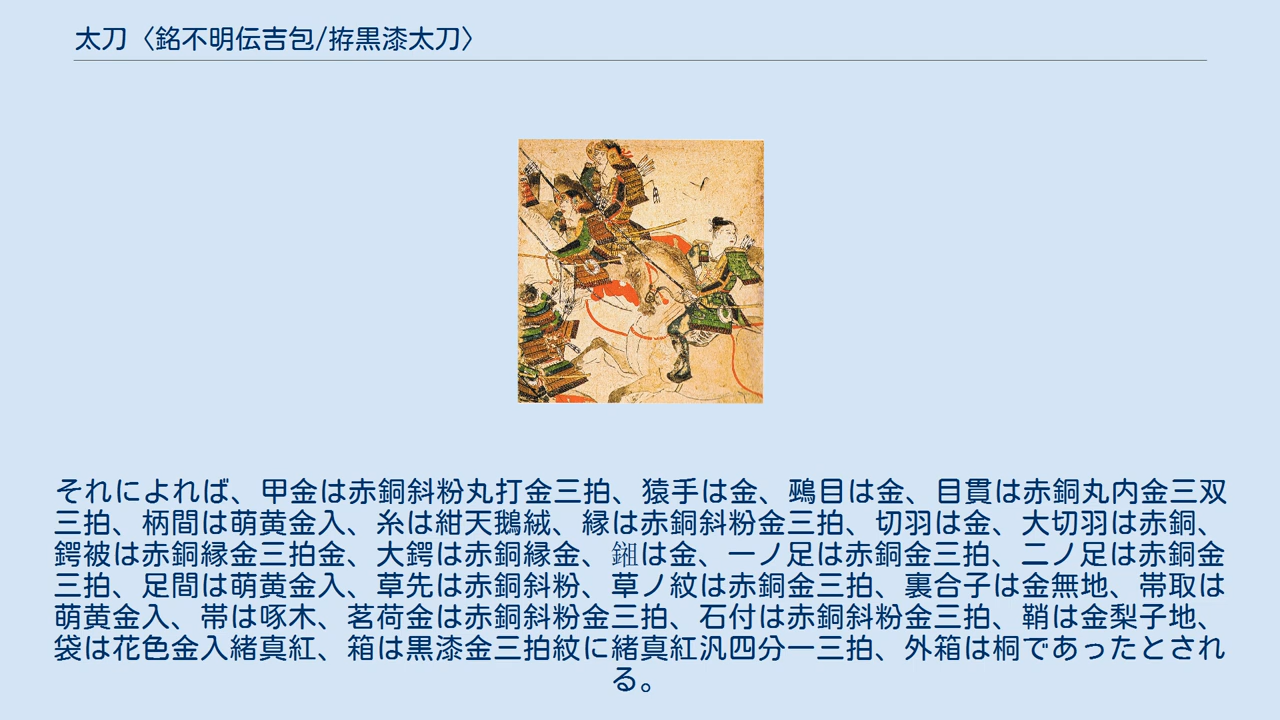 太刀〈銘不明伝吉包/拵黒漆太刀〉
それによれば、甲金は赤銅斜粉丸打金三拍、猿手は金、鵐目は金、目貫は赤銅丸内金三双
三拍、柄間は萌黄金入、糸は紺天鵝絨、縁は赤銅斜粉金三拍、切羽は金、大切羽は赤銅、
鍔被は赤銅縁金三拍金、大鍔は赤銅縁金、は金、一ノ足は赤銅金三拍、二ノ足は赤銅金
三拍、足間は萌黄金入、草先は赤銅斜粉、草ノ紋は赤銅金三拍、裏合子は金無地、帯取は
萌黄金入、帯は啄木、茗荷金は赤銅斜粉金三拍、石付は赤銅斜粉金三拍、鞘は金梨子地、
袋は花色金入緒真紅、箱は黒漆金三拍紋に緒真紅汎四分一三拍、外箱は桐であったとされ
る。